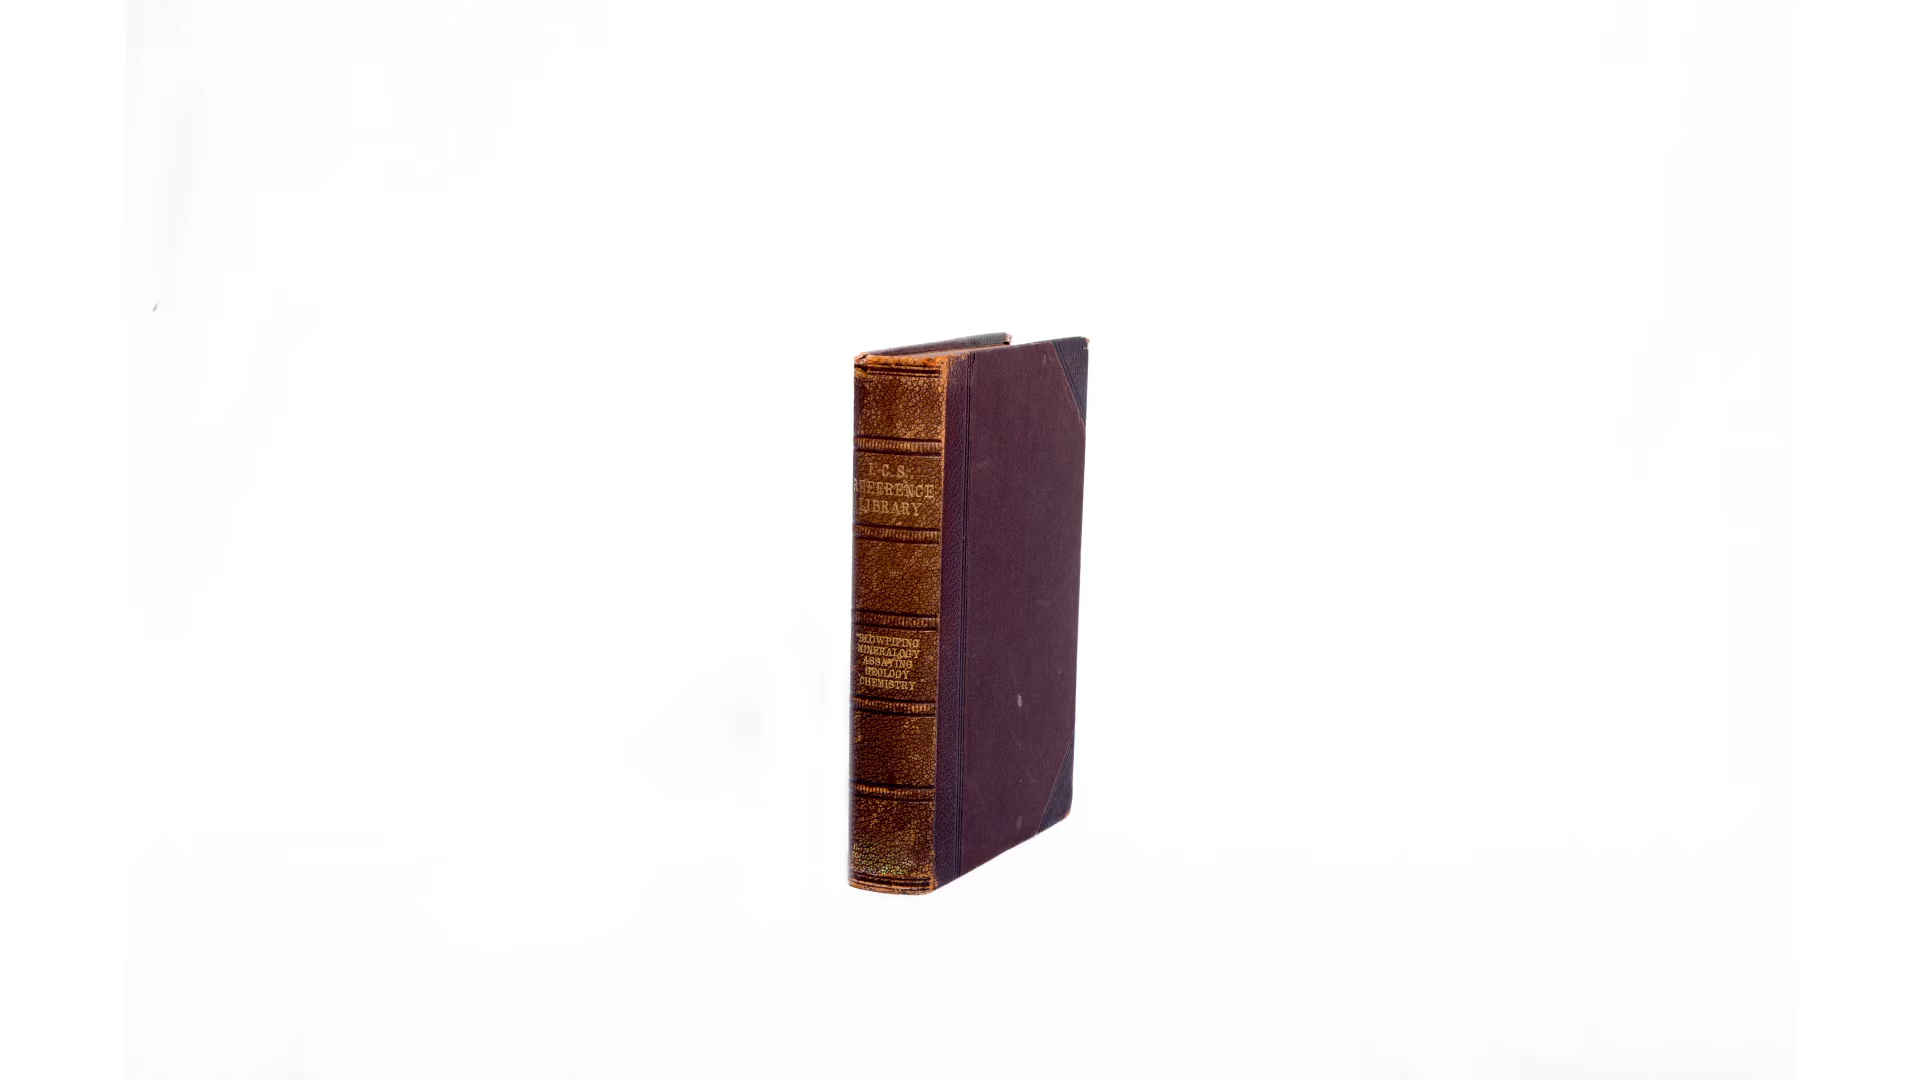 I. C. S.
REFERENCE
LIBRARY
BLOWPIPING
MINERALOGY
ASSAYING
GEOLOGY
CHEMISTRY